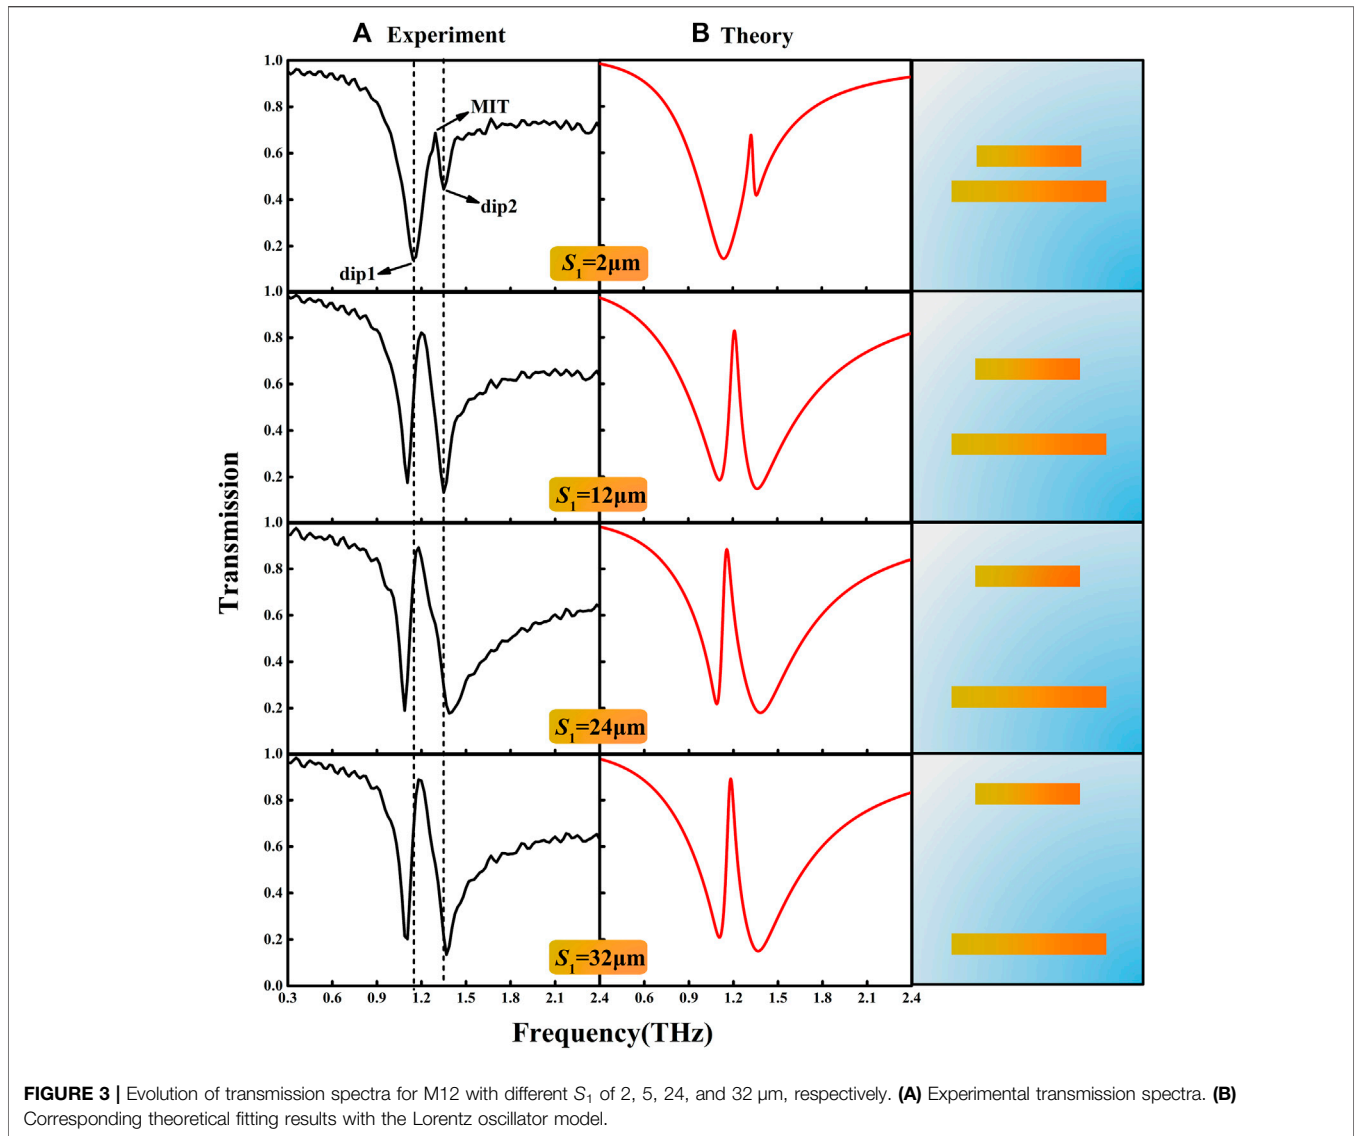 A Experiment
B Theory
Transmission
1.0
0.8
0.6
0.4
0.2
MIT
dip2
dip1
S1=2μm
1.0
0.8
0.6
0.4
0.2
S1=12μm
1.0
0.8
0.6
0.4
0.2
S1=24μm
1.0
0.8
0.6
0.4
0.2
0.0
S1=32μm
0.3 0.6 0.9 1.2 1.5 1.8 2.1 2.4 0.6 0.9 1.2 1.5 1.8 2.1 2.4
Frequency(THz)
FIGURE 3 | Evolution of transmission spectra for M12 with different S1 of 2, 5, 24, and 32 μm, respectively. (A) Experimental transmission spectra. (B)
Corresponding theoretical fitting results with the Lorentz oscillator model.